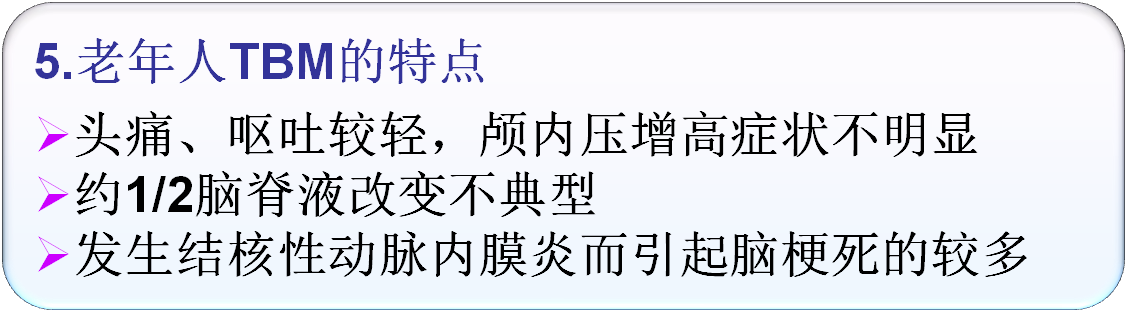 5.老年人TBM的特点
➢头痛、呕吐较轻，颅内压增高症状不明显
➢约1/2脑脊液改变不典型
➢发生结核性动脉内膜炎而引起脑梗死的较多